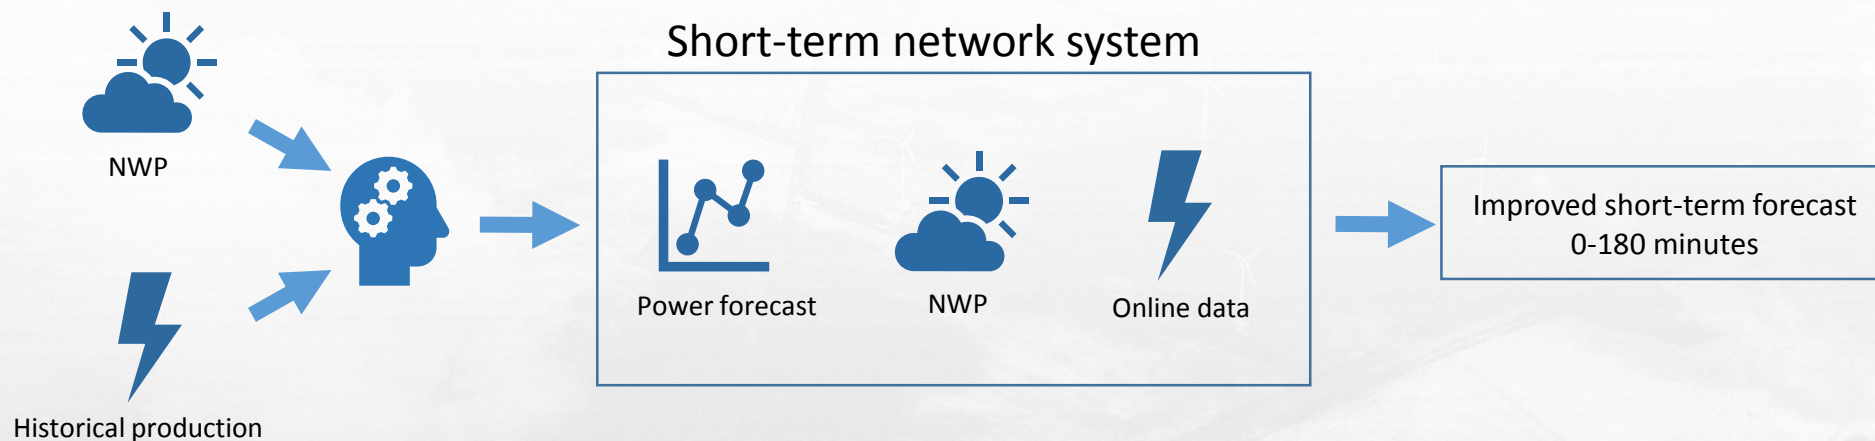 Short-term network system
NWP
Historical production
Power forecast
NWP
Online data
Improved short-term forecast
0-180 minutes